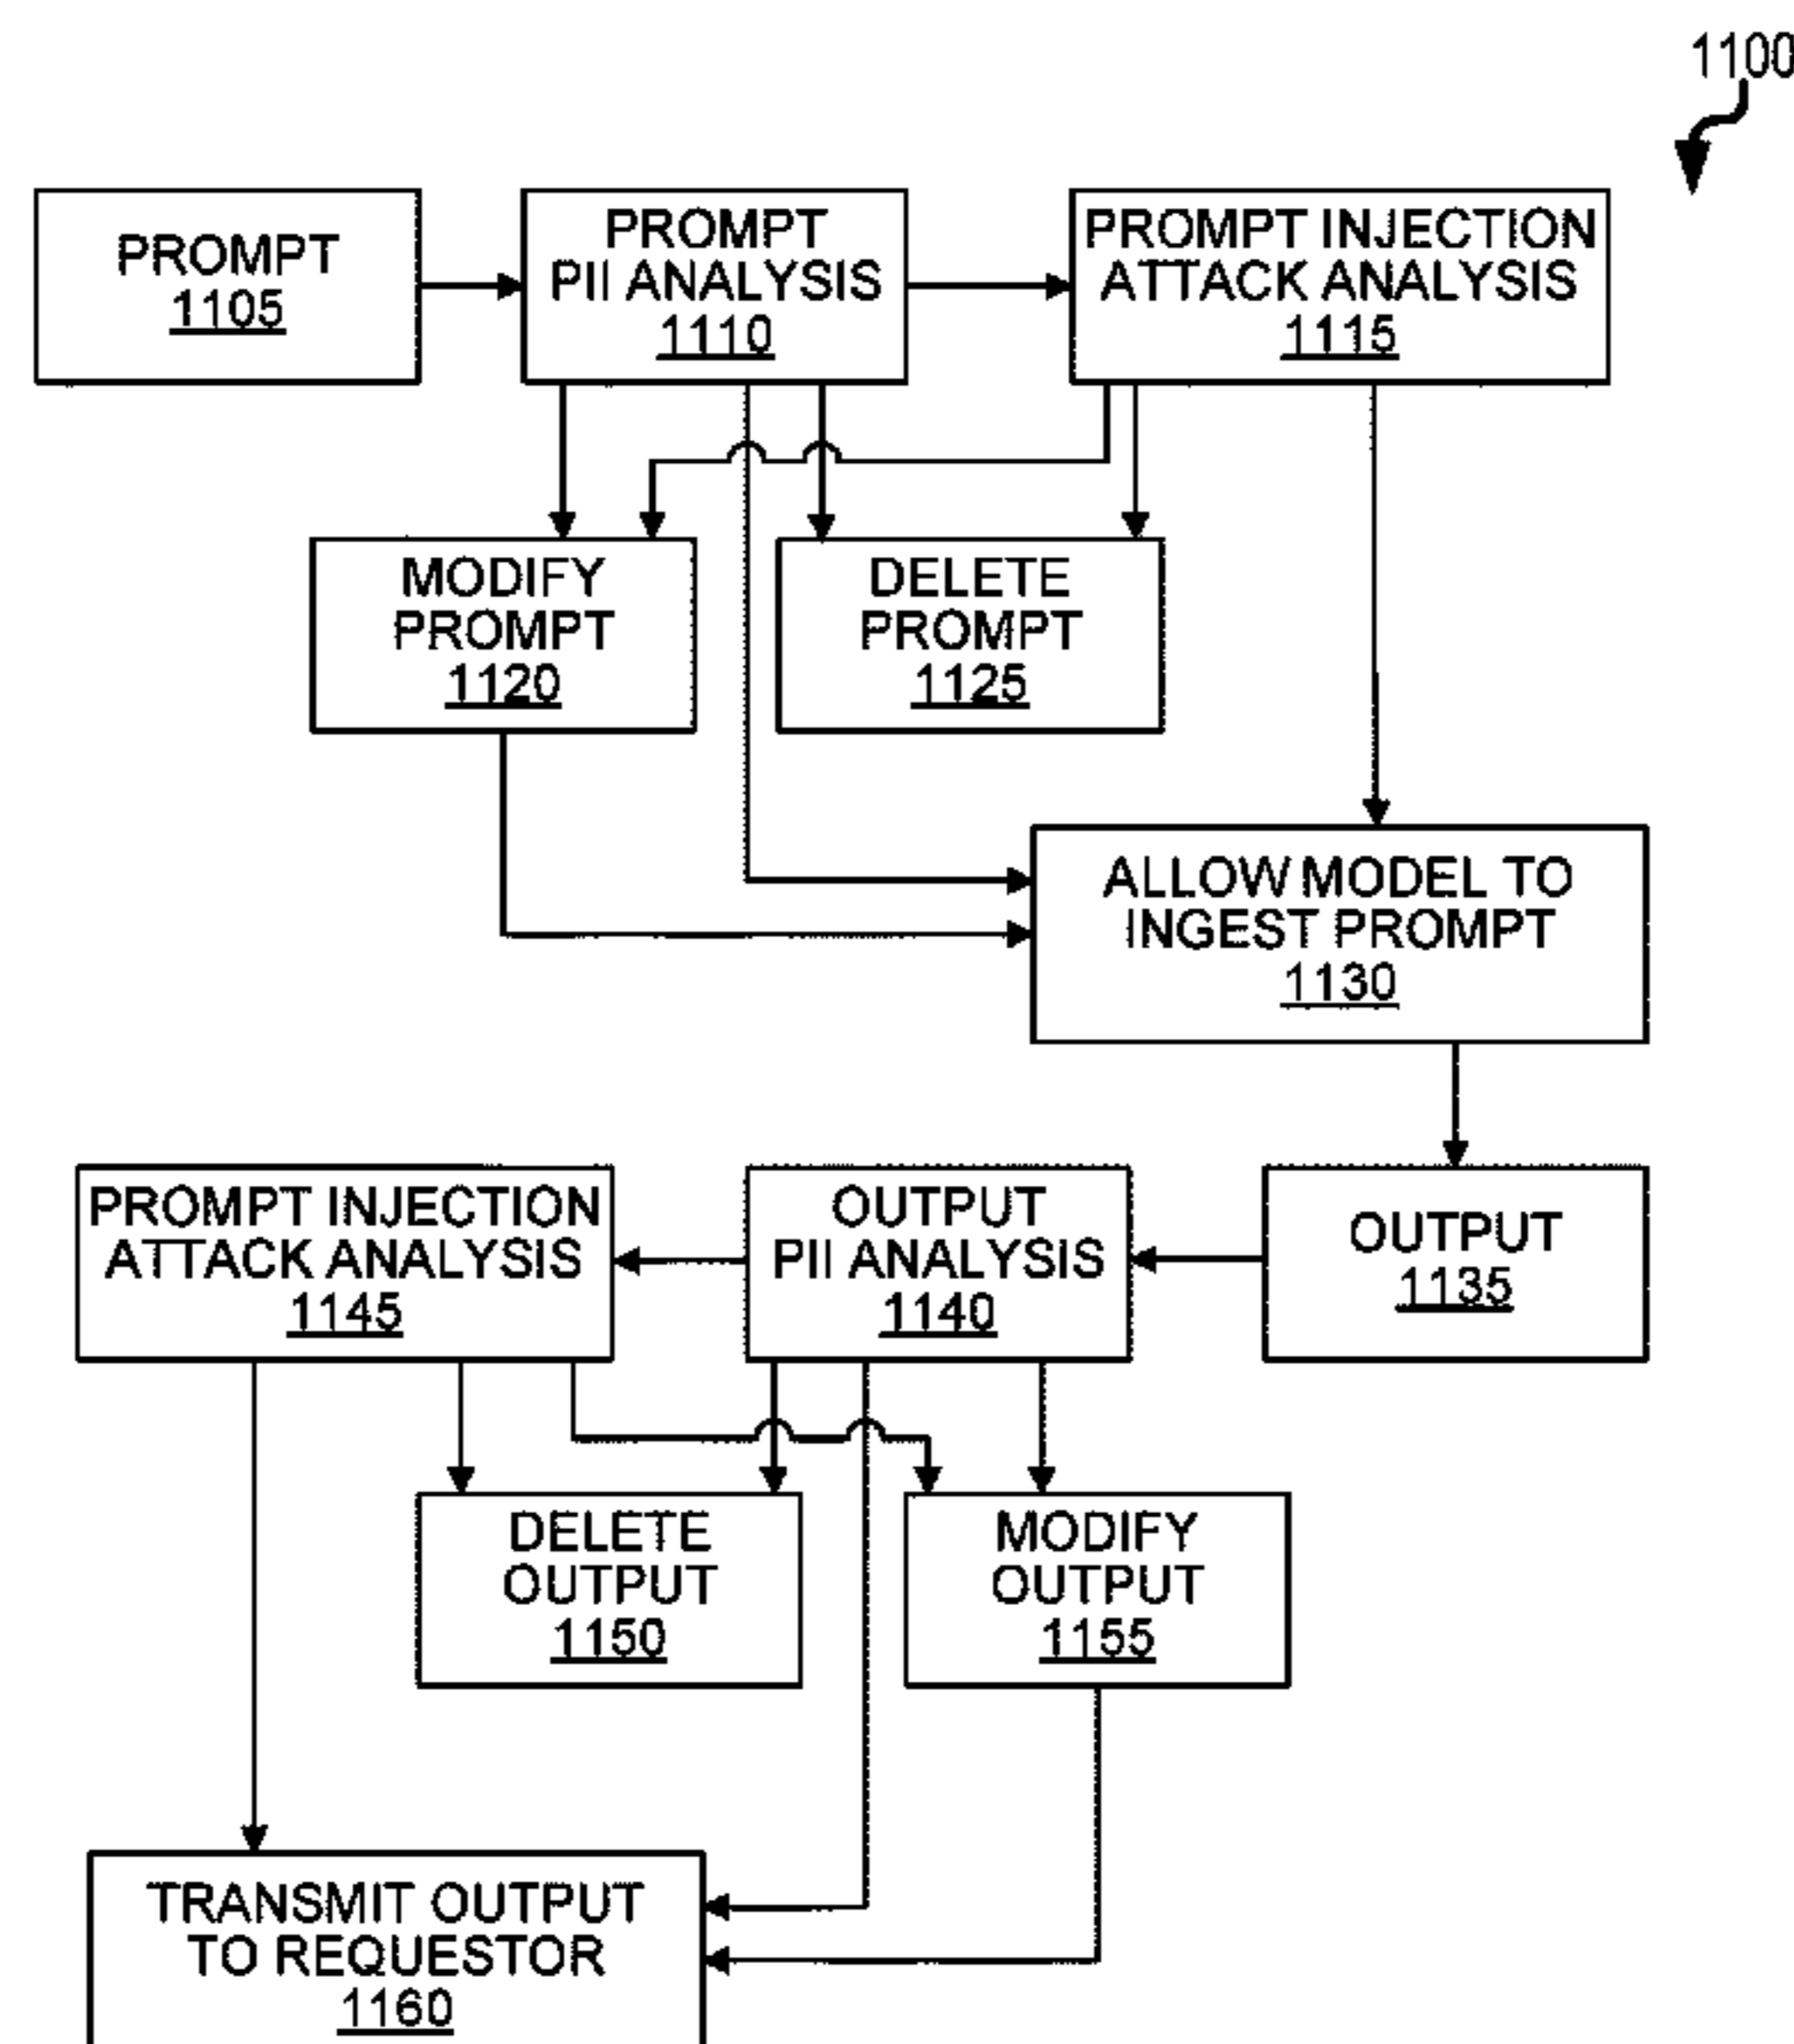 1100
PROMPT
1105
PROMPT
PII ANALYSIS
1110
PROMPT INJECTION
ATTACK ANALYSIS
1115
MODIFY
PROMPT
1120
DELETE
PROMPT
1125
ALLOW MODEL TO
INGEST PROMPT
1130
PROMPT INJECTION
ATTACK ANALYSIS
1145
OUTPUT
PII ANALYSIS
1140
OUTPUT
1135
DELETE
OUTPUT
1150
MODIFY
OUTPUT
1155
TRANSMIT OUTPUT
TO REQUESTOR
1160